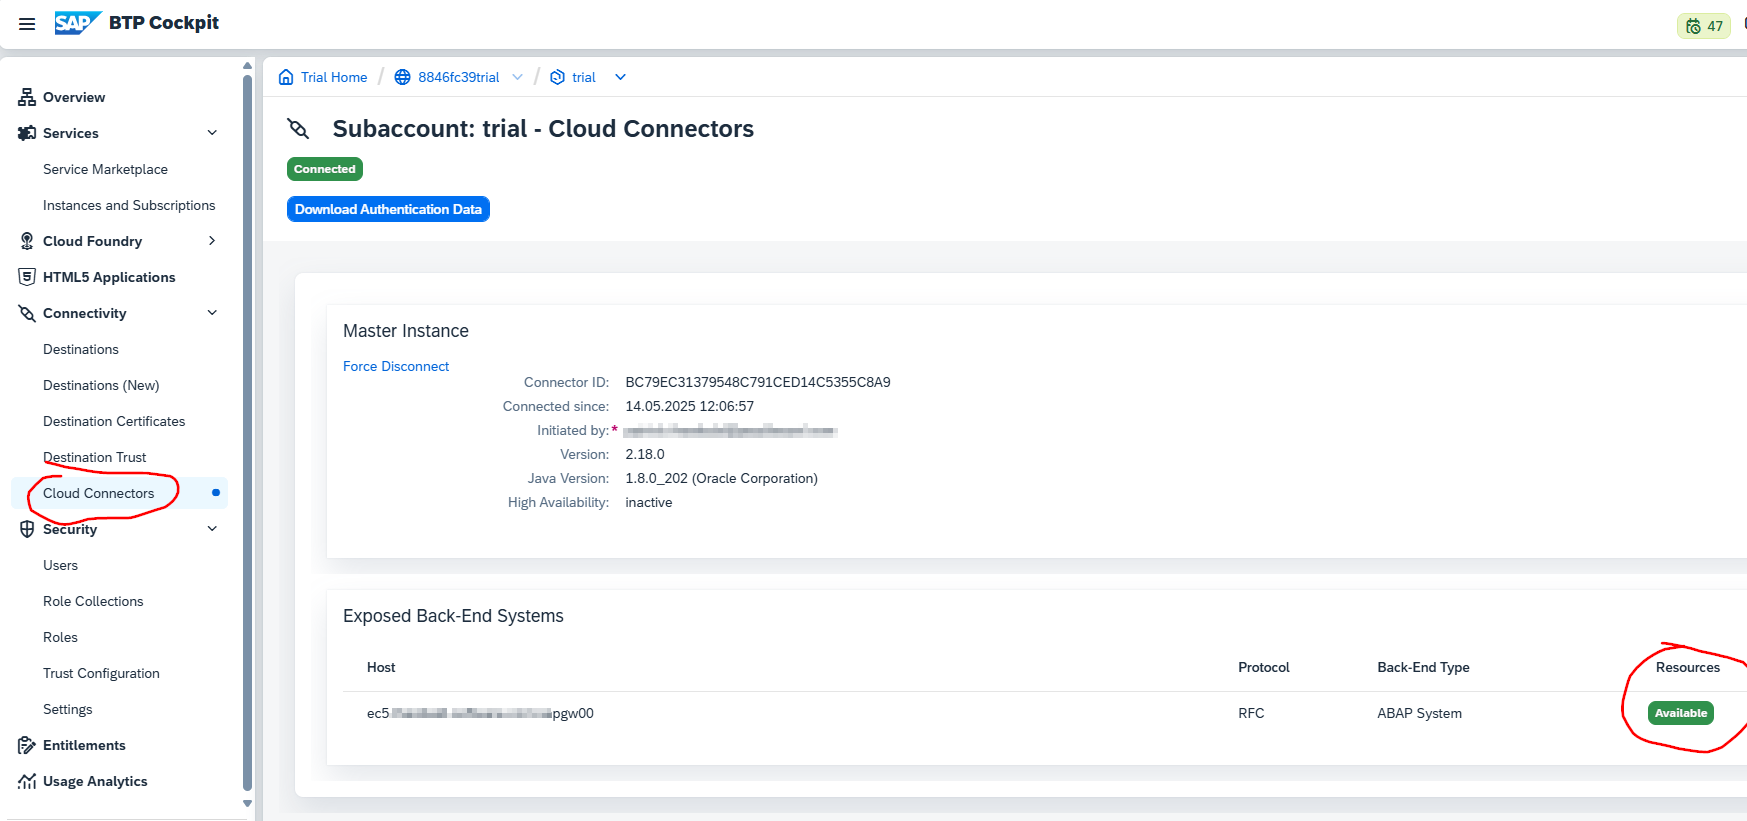 SAP BTP Cockpit
47
Trial Home / 8846fc39trial / trial
Overview
Services
Service Marketplace
Instances and Subscriptions
Cloud Foundry
HTML5 Applications
Connectivity
Destinations
Destinations (New)
Destination Certificates
Destination Trust
Cloud Connectors
Security
Users
Role Collections
Roles
Trust Configuration
Settings
Entitlements
Usage Analytics
Subaccount: trial - Cloud Connectors
Connected
Download Authentication Data
Master Instance
Force Disconnect
Connector ID: BC79EC31379548C791CED14C5355C8A9
Connected since: 14.05.2025 12:06:57
Initiated by: *
Version: 2.18.0
Java Version: 1.8.0_202 (Oracle Corporation)
High Availability: inactive
Exposed Back-End Systems
Host Protocol Back-End Type Resources
ec5 pgw00 RFC ABAP System Available